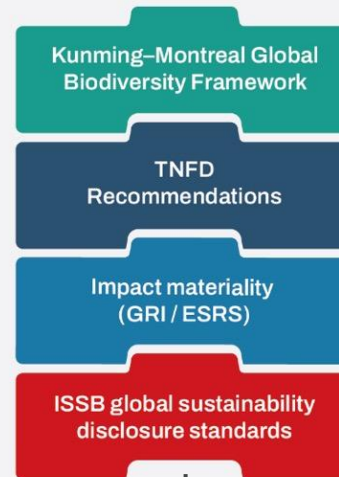 Kunming–Montreal Global
Biodiversity Framework
TNFD
Recommendations
Impact materiality
(GRI / ESRS)
ISSB global sustainability
disclosure standards